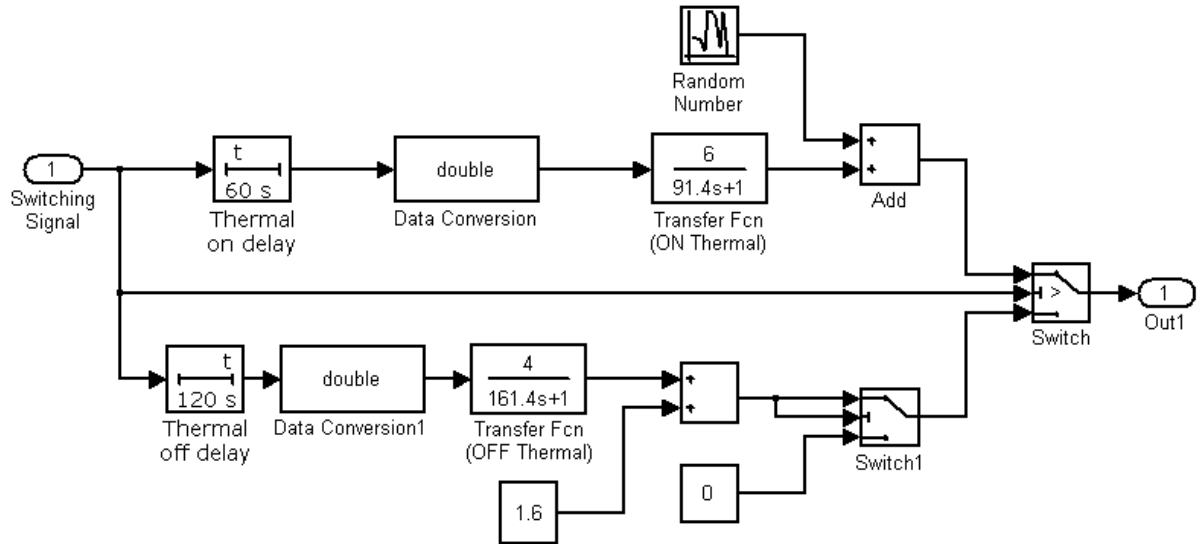 Random
Number
1
Switching
Signal
t
60 s
Thermal
on delay
double
Data Conversion
6
91.4s+1
Transfer Fcn
(ON Thermal)
+
+
Add
>
Switch
1
Out1
t
120 s
Thermal
off delay
double
Data Conversion1
4
161.4s+1
Transfer Fcn
(OFF Thermal)
+
+
Switch1
1.6
0